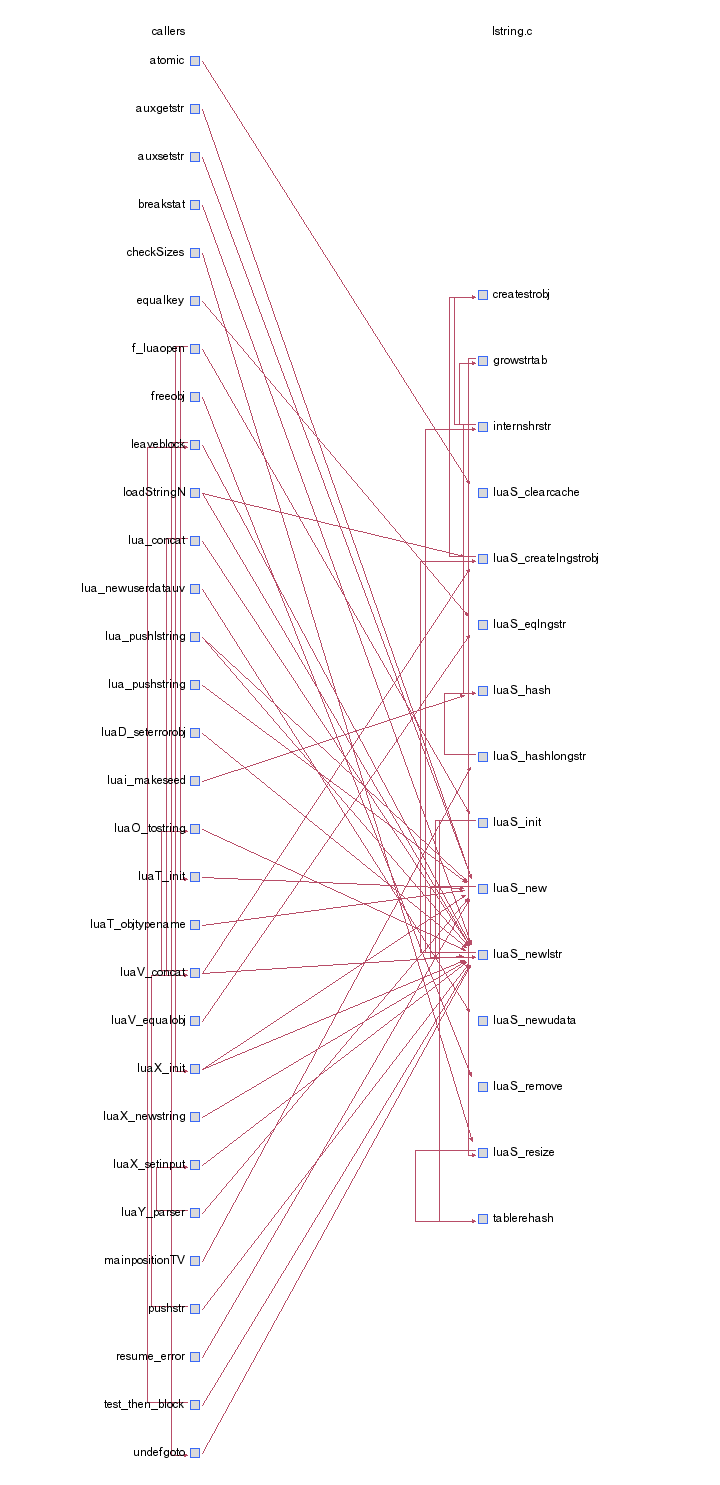 callers
atomic
auxgetstr
auxsetstr
breakstat
checkSizes
equalkey
f_luaopen
freeobj
leaveblock
loadStringN
lua_concat
lua_newuserdatauv
lua_pushlstring
lua_pushstring
luaD_seterrorobj
luai_makeseed
luaO_tostring
luaT_init
luaT_objtypename
luaV_concat
luaV_equalobj
luaX_init
luaX_newstring
luaX_setinput
luaY_parser
mainpositionTV
pushstr
resume_error
test_then_block
undefgoto
lstring.c
createstrobj
growstrtab
internshrstr
luaS_clearcache
luaS_createlngstrobj
luaS_eqlngstr
luaS_hash
luaS_hashlongstr
luaS_init
luaS_new
luaS_newlstr
luaS_newudata
luaS_remove
luaS_resize
tablerehash